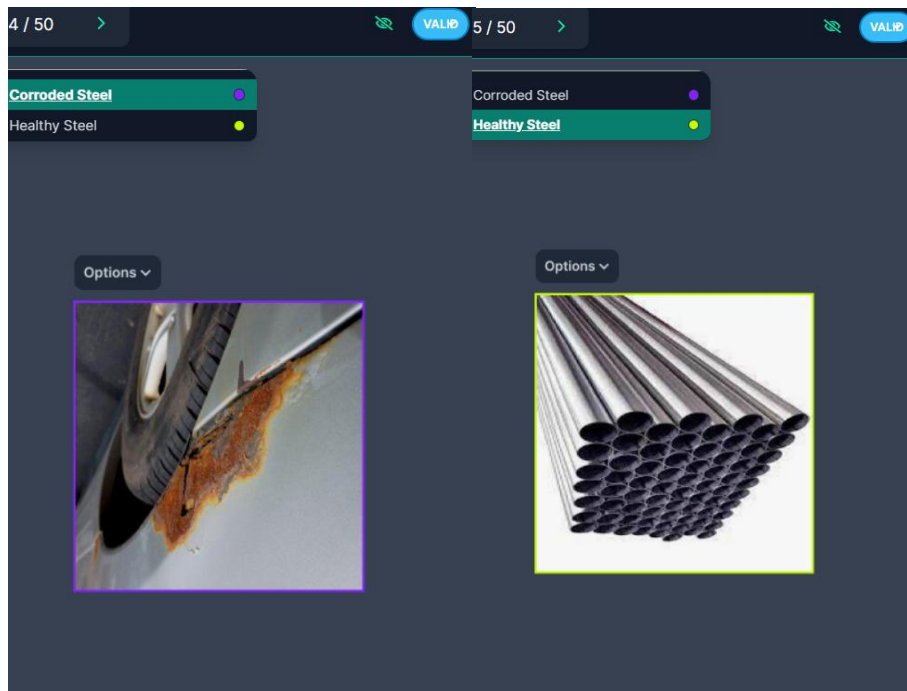 4 / 50
VALID
Corroded Steel
Healthy Steel
Options
5 / 50
VALID
Corroded Steel
Healthy Steel
Options